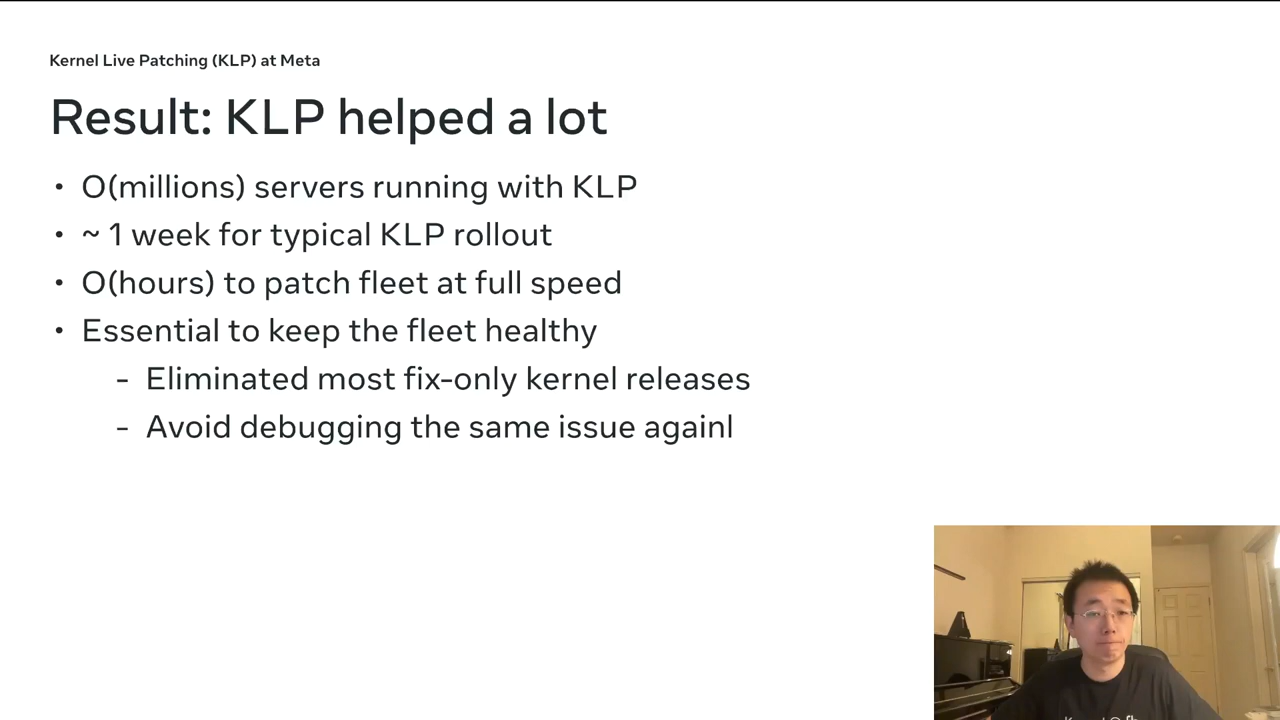 Kernel Live Patching (KLP) at Meta
Result: KLP helped a lot
• O(millions) servers running with KLP
• ~ 1 week for typical KLP rollout
• O(hours) to patch fleet at full speed
• Essential to keep the fleet healthy
- Eliminated most fix-only kernel releases
- Avoid debugging the same issue againl